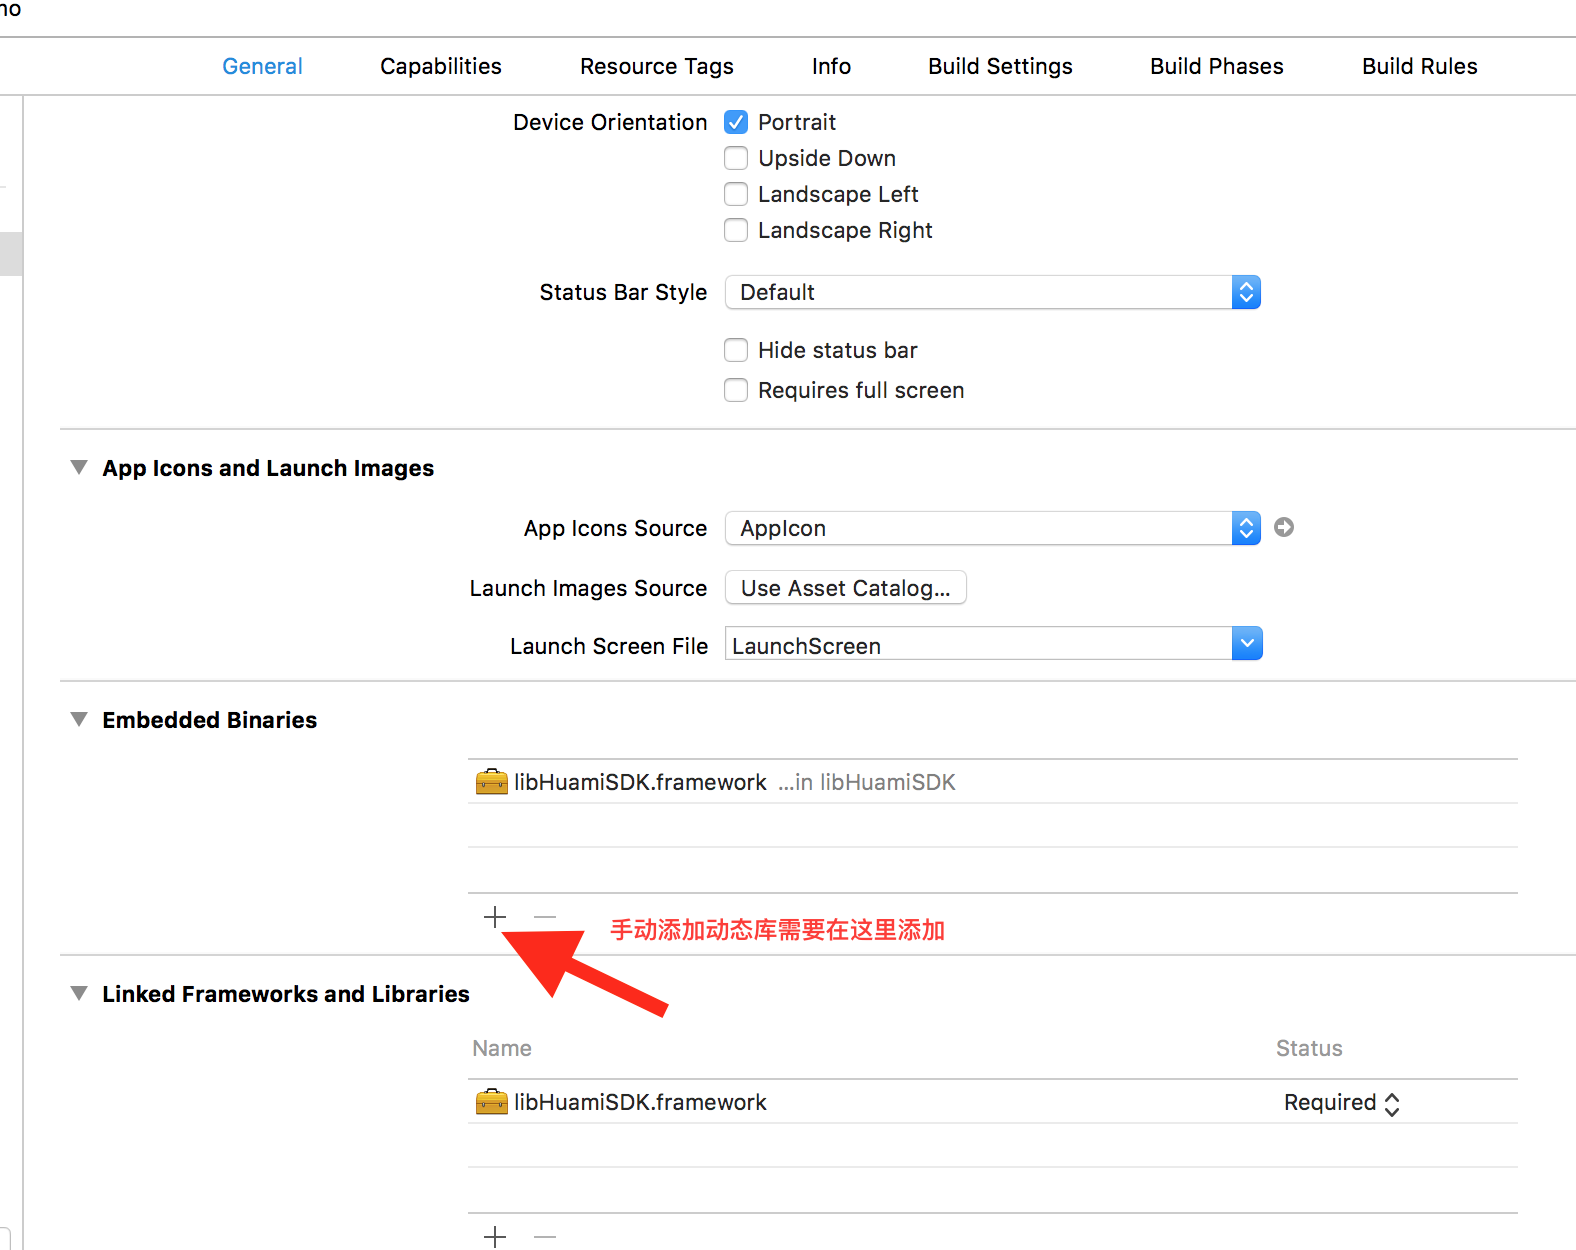 no
General Capabilities Resource Tags Info Build Settings Build Phases Build Rules
Device Orientation Portrait
Upside Down
Landscape Left
Landscape Right
Status Bar Style Default
Hide status bar
Requires full screen
App Icons and Launch Images
App Icons Source AppIcon
Launch Images Source Use Asset Catalog...
Launch Screen File LaunchScreen
Embedded Binaries
libHuamiSDK.framework ...in libHuamiSDK
手动添加动态库需要在这里添加
Linked Frameworks and Libraries
Name Status
libHuamiSDK.framework Required